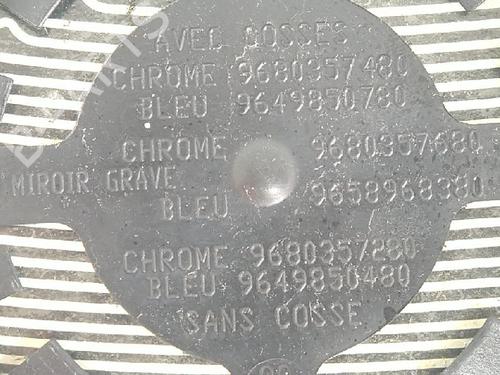 AVEC COSSES
CHROME 9680357480
BLEU 9649850780
CHROME 9680357680
MIROIR GRAVE
BLEU 9658968380
CHROME 9680357280
BLEU 9649850480
SANS COSSE